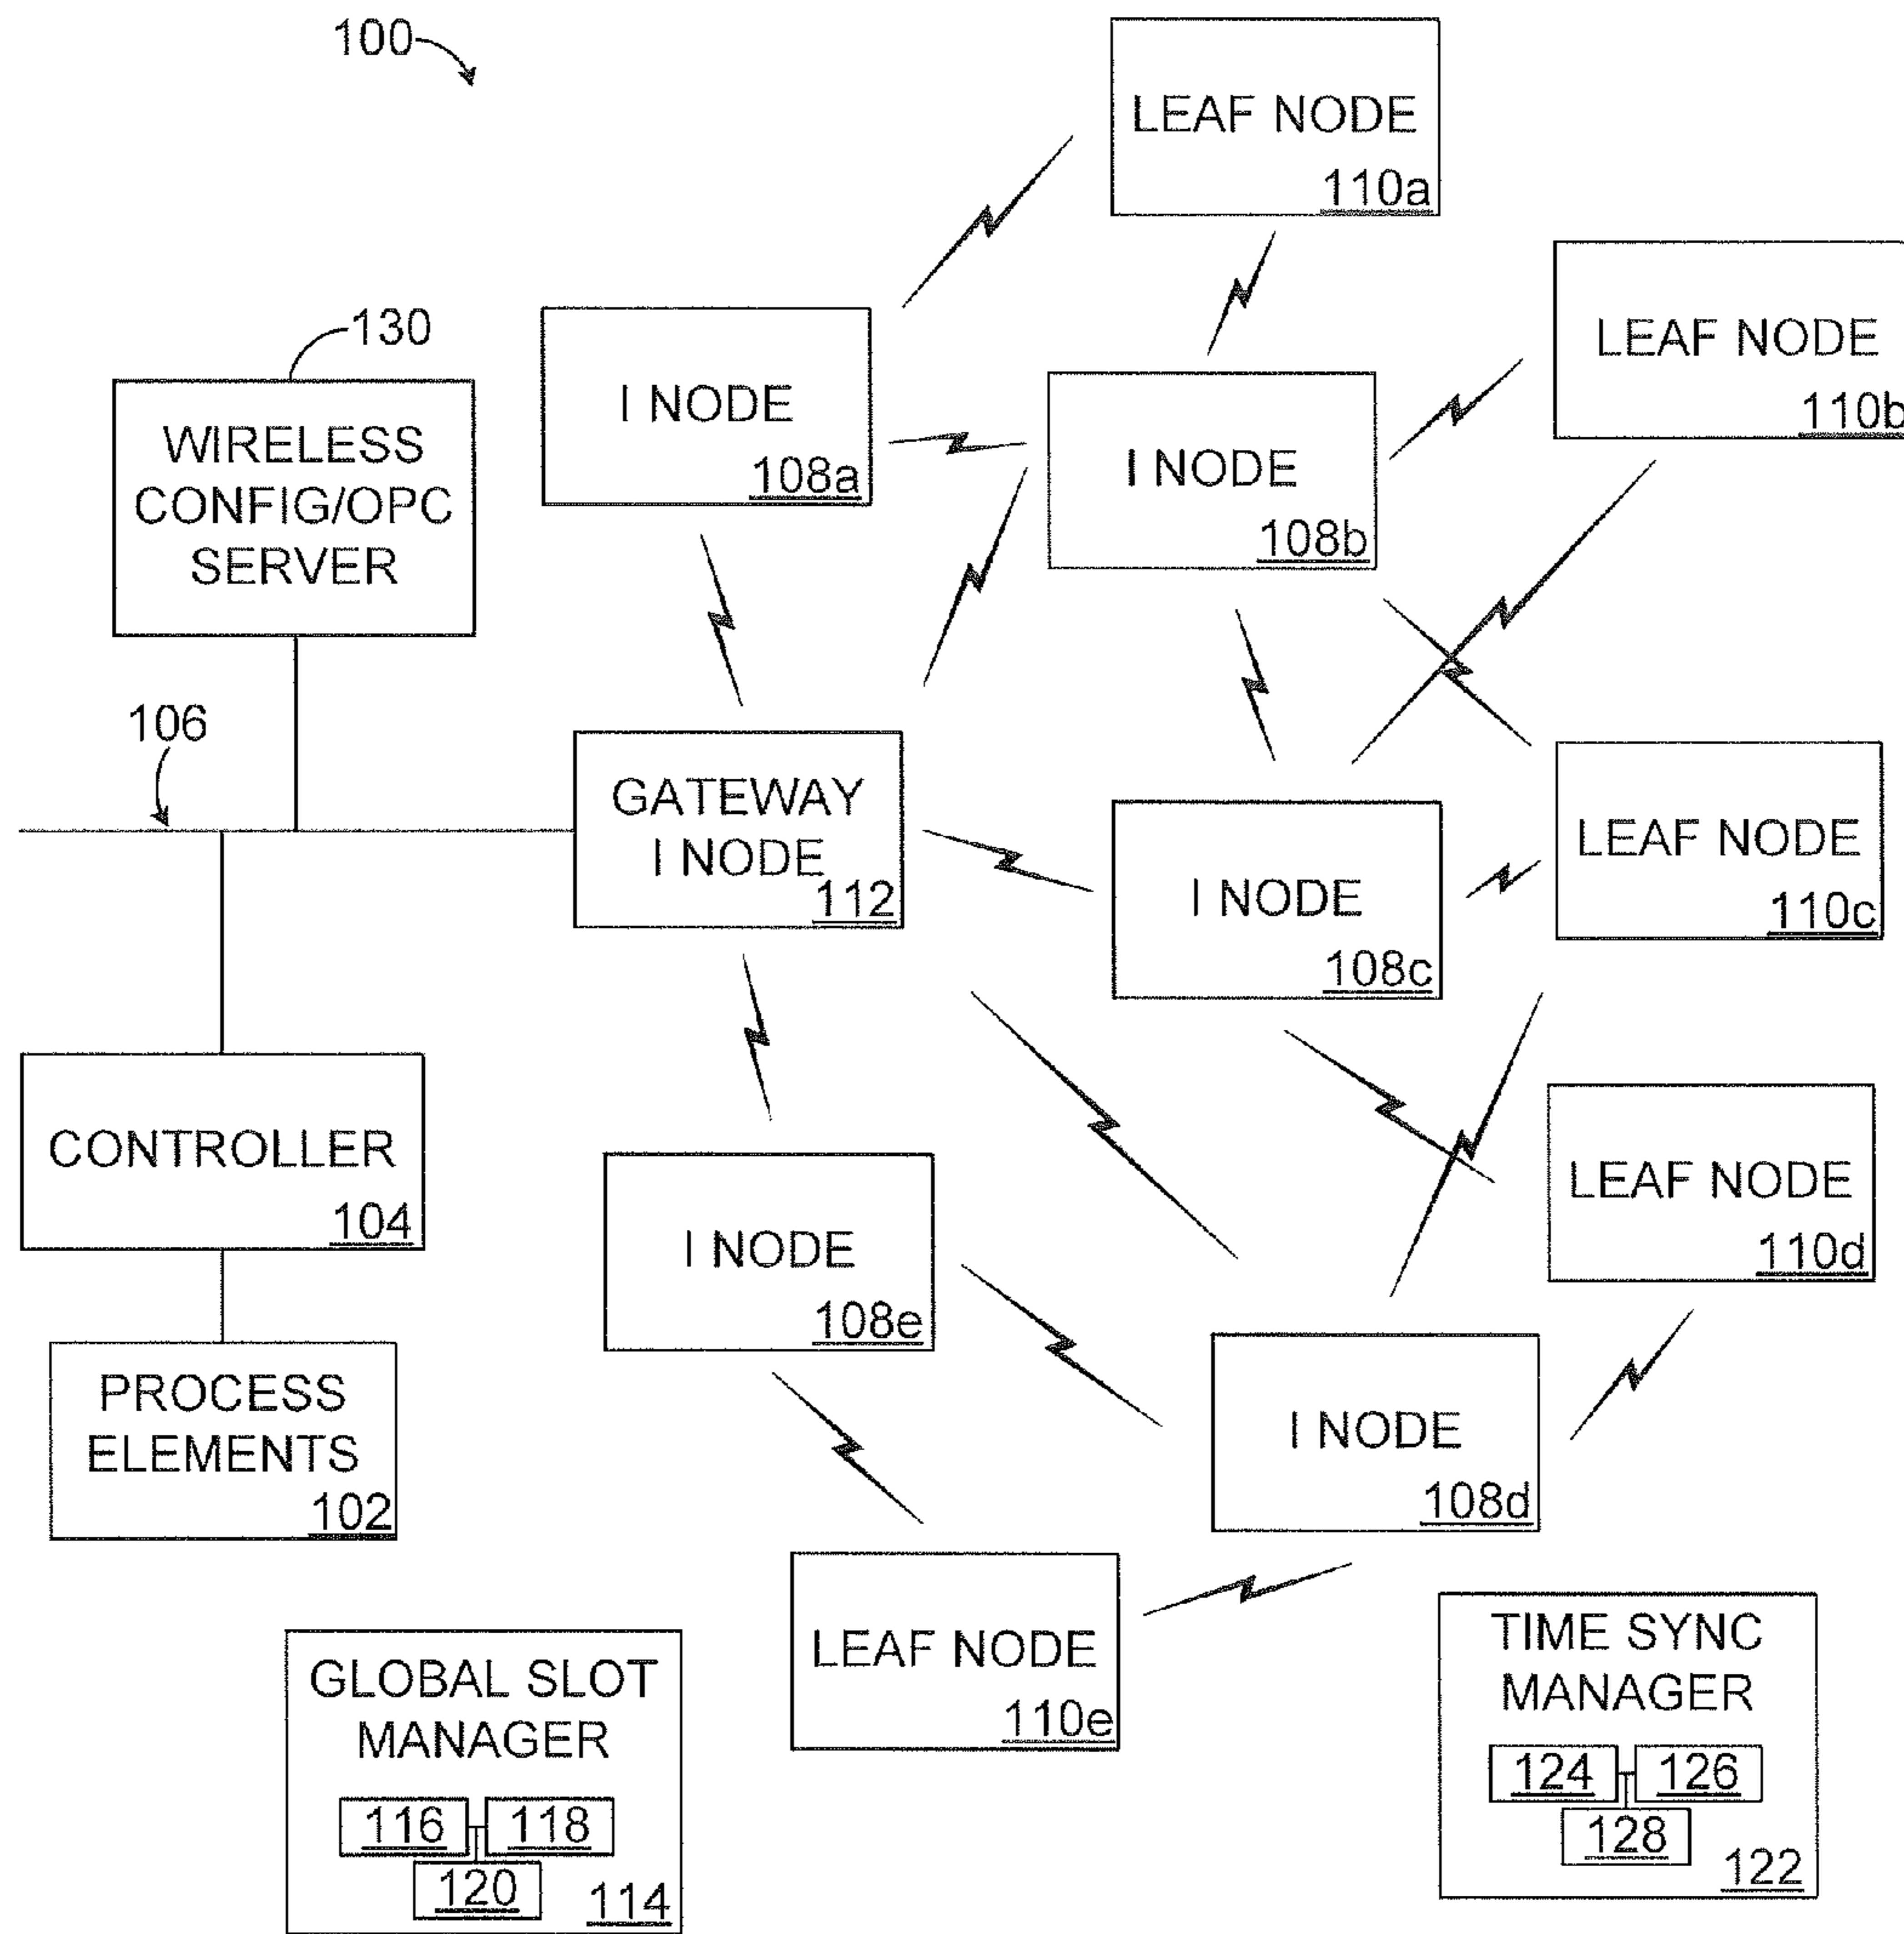 100
LEAF NODE
110a
130
WIRELESS
CONFIG/OPC
SERVER
I NODE
108a
I NODE
108b
LEAF NODE
110b
106
GATEWAY
I NODE
112
I NODE
108c
LEAF NODE
110c
CONTROLLER
104
I NODE
108e
LEAF NODE
110d
PROCESS
ELEMENTS
102
I NODE
108d
LEAF NODE
110e
GLOBAL SLOT
MANAGER
116
118
120
114
TIME SYNC
MANAGER
124
126
128
122